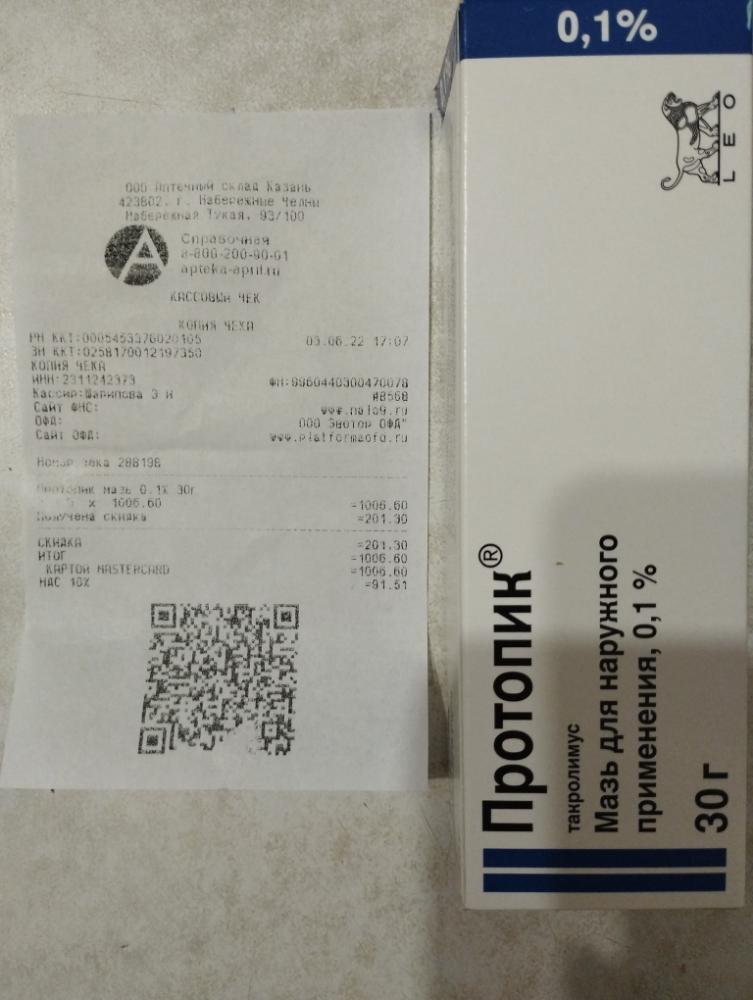 ООО Аптечный склад Казань
423802, г. Набережные Челны
Набережная Тукая, 93/100
Справочная
8-800-200-90-01
apteka-april.ru
КАССОВЫЙ ЧЕК
КОПИЯ ЧЕКА
РН ККТ:0005453376020105
03.06.22 17:07
ЗН ККТ:0258170012197350
КОПИЯ ЧЕКА
ИНН:2311242373
ФН:9960440300470078
Кассир:Шарипова З И
#8568
Сайт ФНС:
www.nalog.ru
ОФД:
ООО Эвотор ОФД"
Сайт ОФД:
www.platformaofd.ru
Номер чека 288196
Протопик мазь 0.1% 30г
x 1006.60
=1006.60
Получена скидка
=201.30
СКИДКА
=201.30
ИТОГ
=1006.60
КАРТОЙ MASTERCARD
=1006.60
НДС 10%
=91.51
0,1%
LEO
Протопик®
такролимус
Мазь для наружного
применения, 0,1 %
30 г